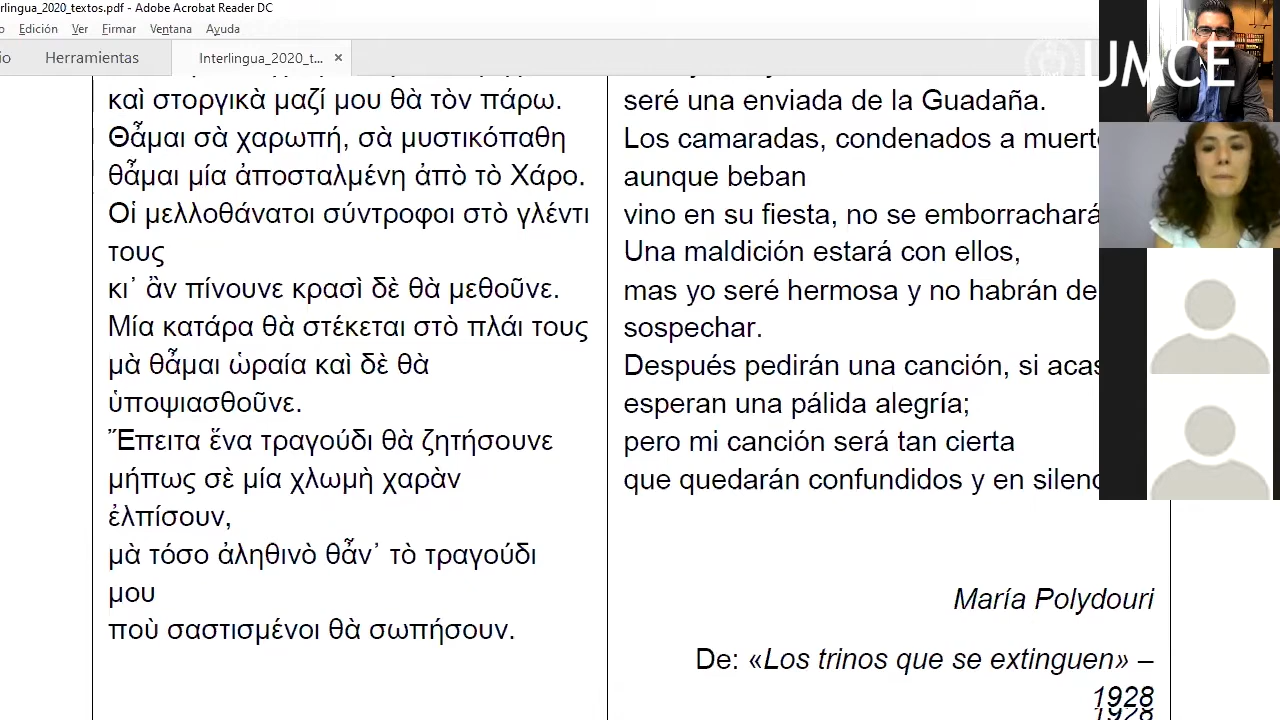 rlingua_2020_textos.pdf - Adobe Acrobat Reader DC
Edición Ver Firmar Ventana Ayuda
Herramientas Interlingua_2020_t... ×
UMCE
καὶ στοργικὰ μαζί μου θὰ τὸν πάρω.
Θἆμαι σὰ χαρωπή, σὰ μυστικόπαθη
θἆμαι μία ἀποσταλμένη ἀπὸ τὸ Χάρο.
Οἱ μελλοθάνατοι σύντροφοι στὸ γλέντι
τους
κι᾿ ἂν πίνουνε κρασὶ δὲ θὰ μεθοῦνε.
Μία κατάρα θὰ στέκεται στὸ πλάι τους
μὰ θἆμαι ὡραία καὶ δὲ θὰ
ὑποψιασθοῦνε.
Ἔπειτα ἕνα τραγούδι θὰ ζητήσουνε
μήπως σὲ μία χλωμὴ χαρὰν
ἐλπίσουν,
μὰ τόσο ἀληθινὸ θἆν᾿ τὸ τραγούδι
μου
ποὺ σαστισμένοι θὰ σωπήσουν.
seré una enviada de la Guadaña.
Los camaradas, condenados a muert
aunque beban
vino en su fiesta, no se emborrachará
Una maldición estará con ellos,
mas yo seré hermosa y no habrán de
sospechar.
Después pedirán una canción, si acas
esperan una pálida alegría;
pero mi canción será tan cierta
que quedarán confundidos y en silenc
María Polydouri
De: «Los trinos que se extinguen» –
1928